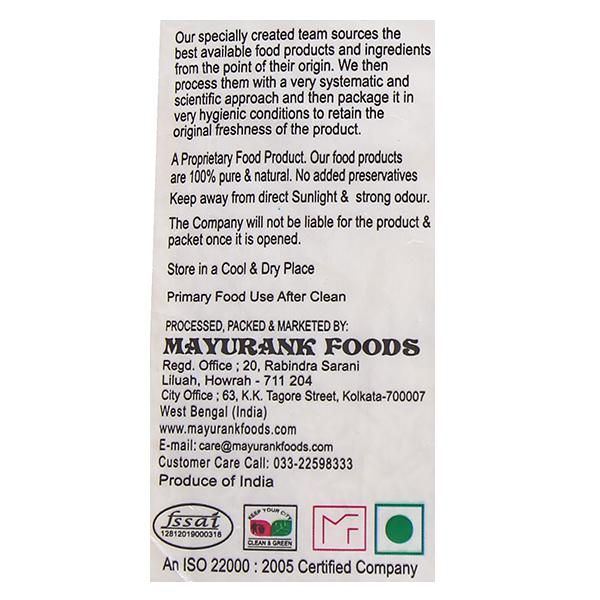 Our specially created team sources the
best available food products and ingredients
from the point of their origin. We then
process them with a very systematic and
scientific approach and then package it in
very hygienic conditions to retain the
original freshness of the product.
A Proprietary Food Product. Our food products
are 100% pure & natural. No added preservatives
Keep away from direct Sunlight & strong odour.
The Company will not be liable for the product &
packet once it is opened.
Store in a Cool & Dry Place
Primary Food Use After Clean
PROCESSED, PACKED & MARKETED BY:
MAYURANK FOODS
Regd. Office ; 20, Rabindra Sarani
Liluah, Howrah - 711 204
City Office ; 63, K.K. Tagore Street, Kolkata-700007
West Bengal (India)
www.mayurankfoods.com
E-mail: care@mayurankfoods.com
Customer Care Call: 033-22598333
Produce of India
fssai
12812019000318
KEEP YOUR CITY
CLEAN & GREEN
MF
An ISO 22000 : 2005 Certified Company